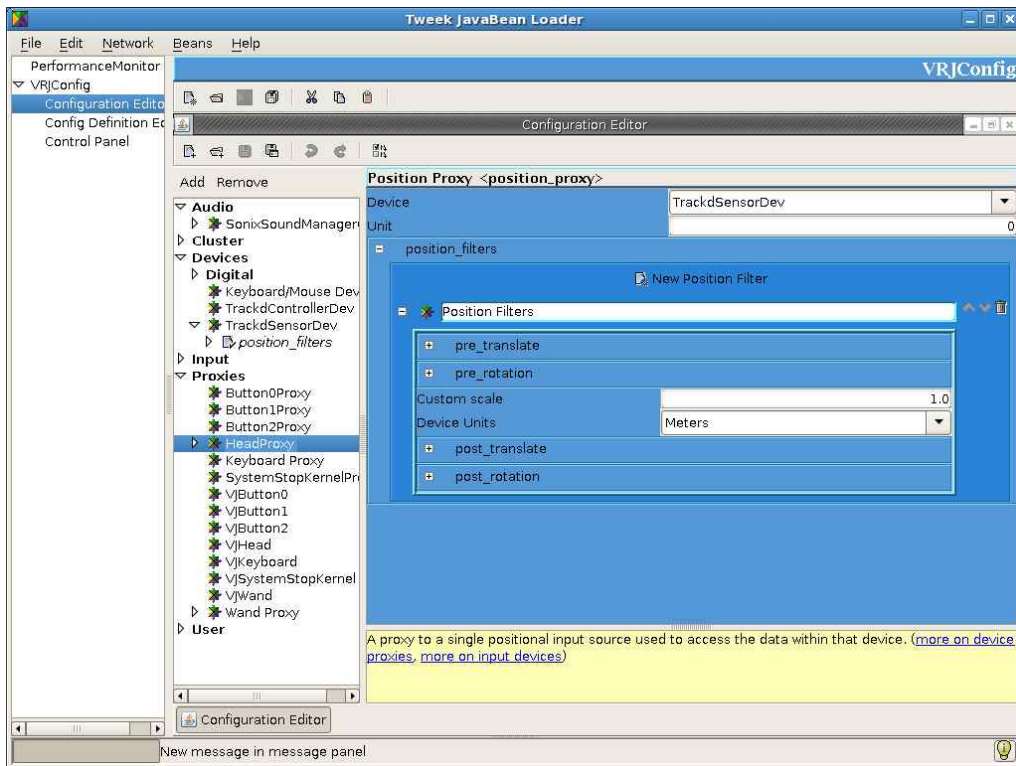 Tweek JavaBean Loader
File Edit Network Beans Help
PerformanceMonitor
VRJConfig
Configuration Edito
Config Definition Ed
Control Panel
VRJConfig
Configuration Editor
Add Remove
Audio
SonixSoundManager
Cluster
Devices
Digital
Keyboard/Mouse Dev
TrackdControllerDev
TrackdSensorDev
position_filters
Input
Proxies
Button0Proxy
Button1Proxy
Button2Proxy
HeadProxy
Keyboard Proxy
SystemStopKernelPr
VJButton0
VJButton1
VJButton2
VJHead
VJKeyboard
VJSystemStopKernel
VJWand
Wand Proxy
User
Position Proxy <position_proxy>
Device TrackdSensorDev
Unit 0
position_filters
New Position Filter
Position Filters
pre_translate
pre_rotation
Custom scale 1.0
Device Units Meters
post_translate
post_rotation
A proxy to a single positional input source used to access the data within that device. (more on device
proxies, more on input devices)
Configuration Editor
New message in message panel